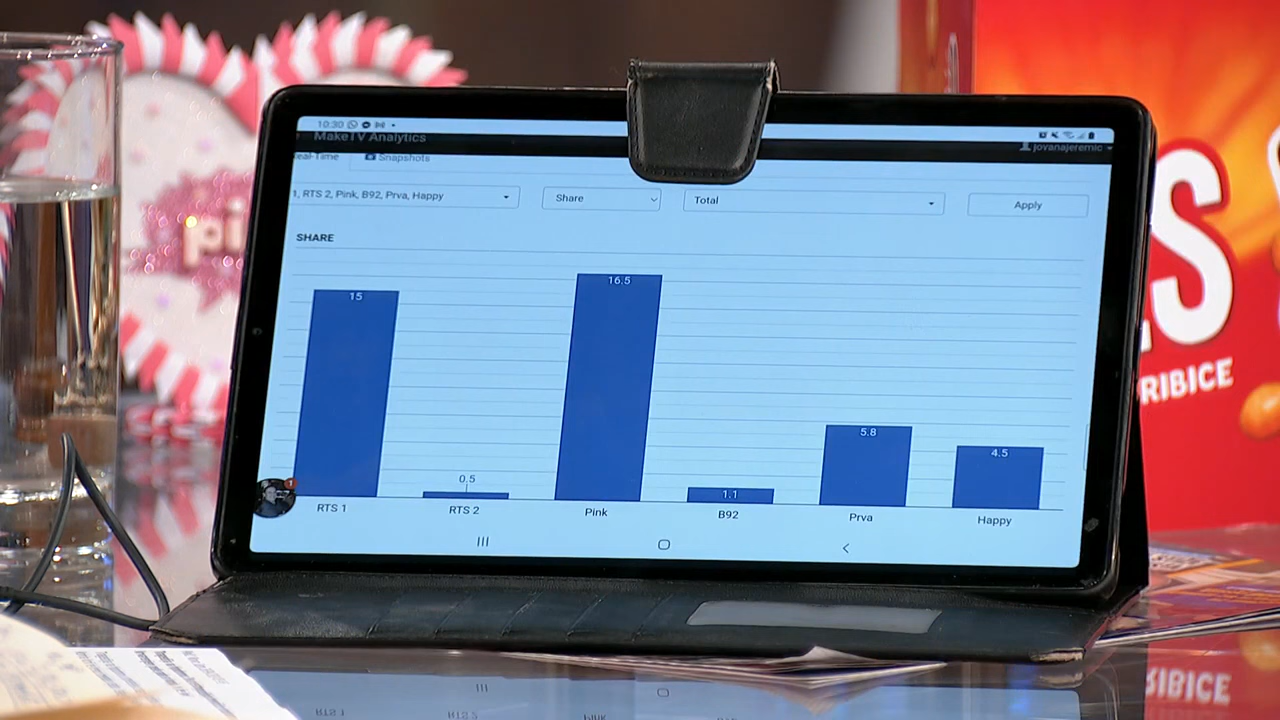 10:30
MakeTV Analytics
jovanajeremic
eal-Time Snapshots
1, RTS 2, Pink, B92, Prva, Happy Share Total Apply
SHARE
15
0.5
16.5
1.1
5.8
4.5
RTS 1 RTS 2 Pink B92 Prva Happy
pi
S
RIBICE
RIBICE